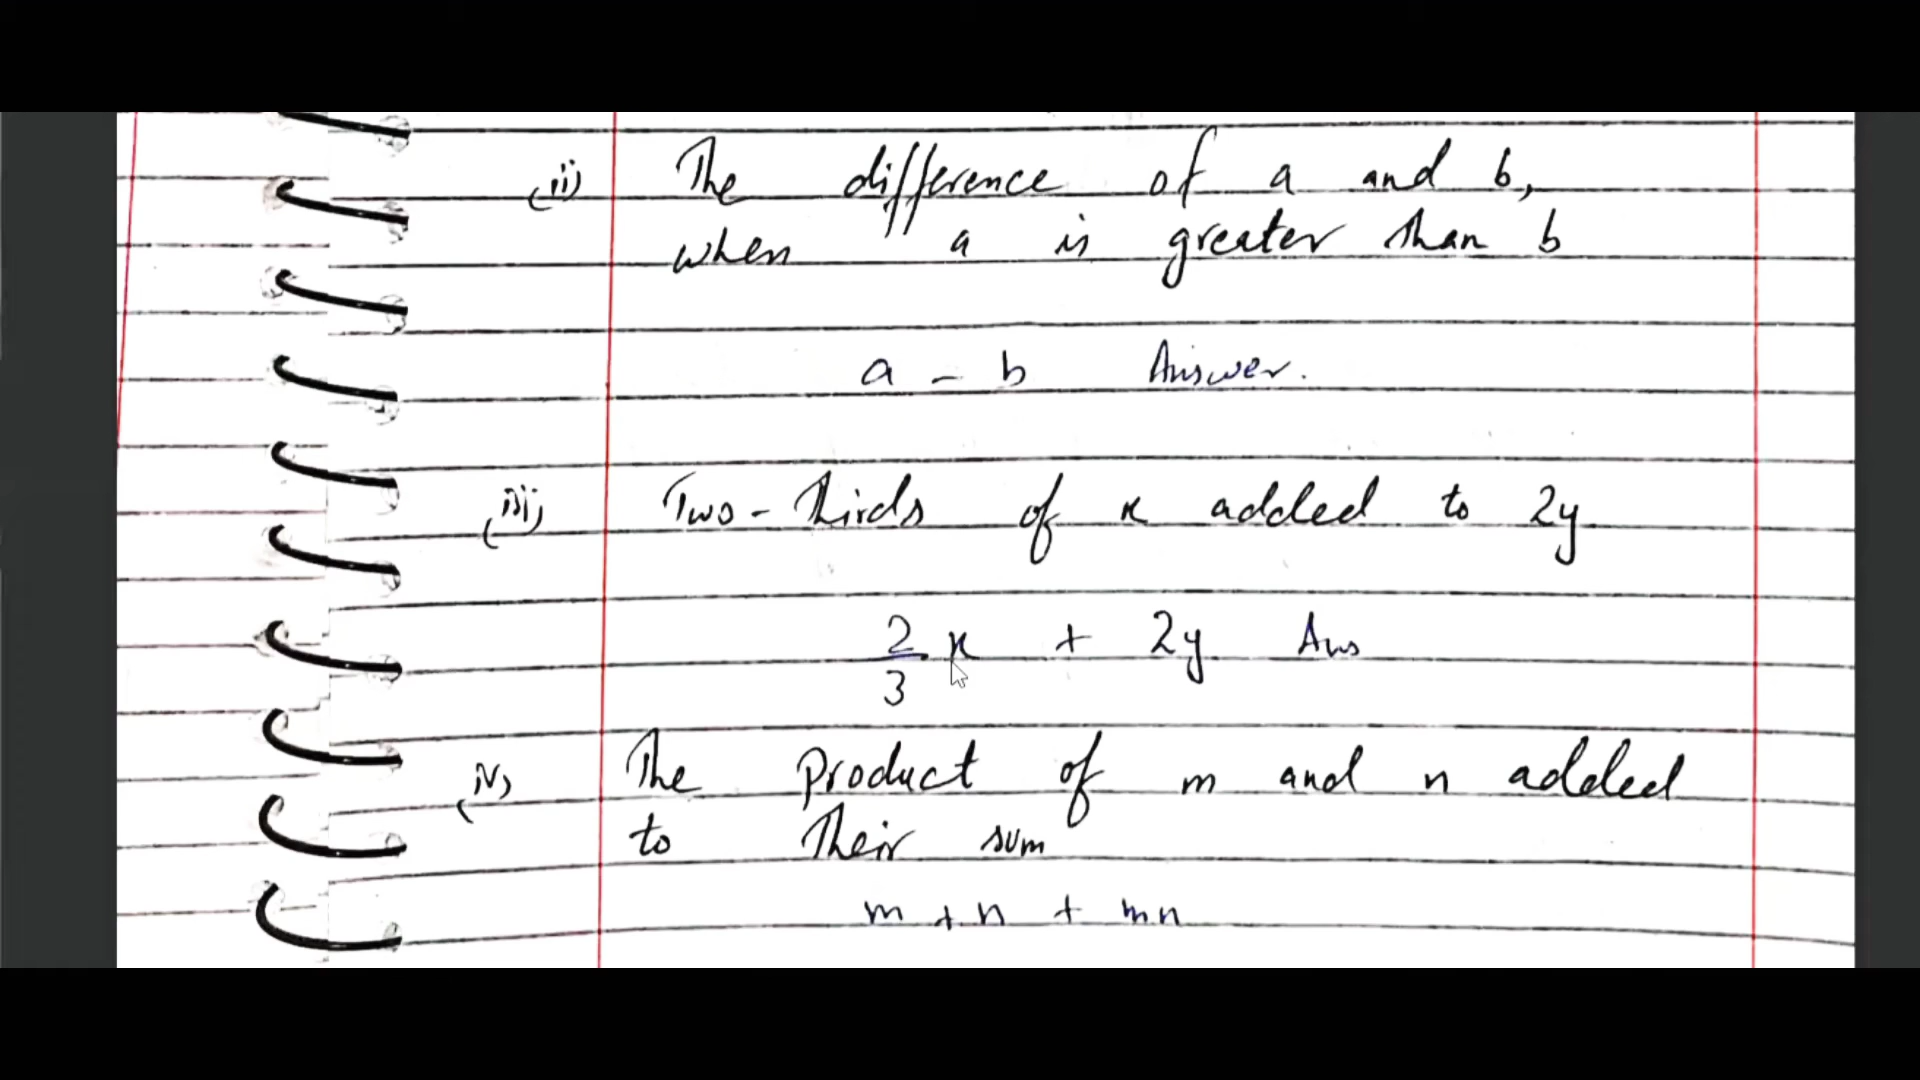 (ii) The difference of a and b,
when a is greater than b
a - b Answer.
(iii) Two-thirds of x added to 2y
2/3 x + 2y Ans
(iv) The product of m and n added
to their sum
m + n + mn